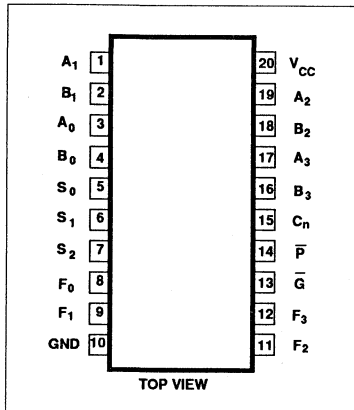 A1 1 20 VCC
B1 2 19 A2
A0 3 18 B2
B0 4 17 A3
S0 5 16 B3
S1 6 15 Cn
S2 7 14 P̅
F0 8 13 G̅
F1 9 12 F3
GND 10 11 F2
TOP VIEW